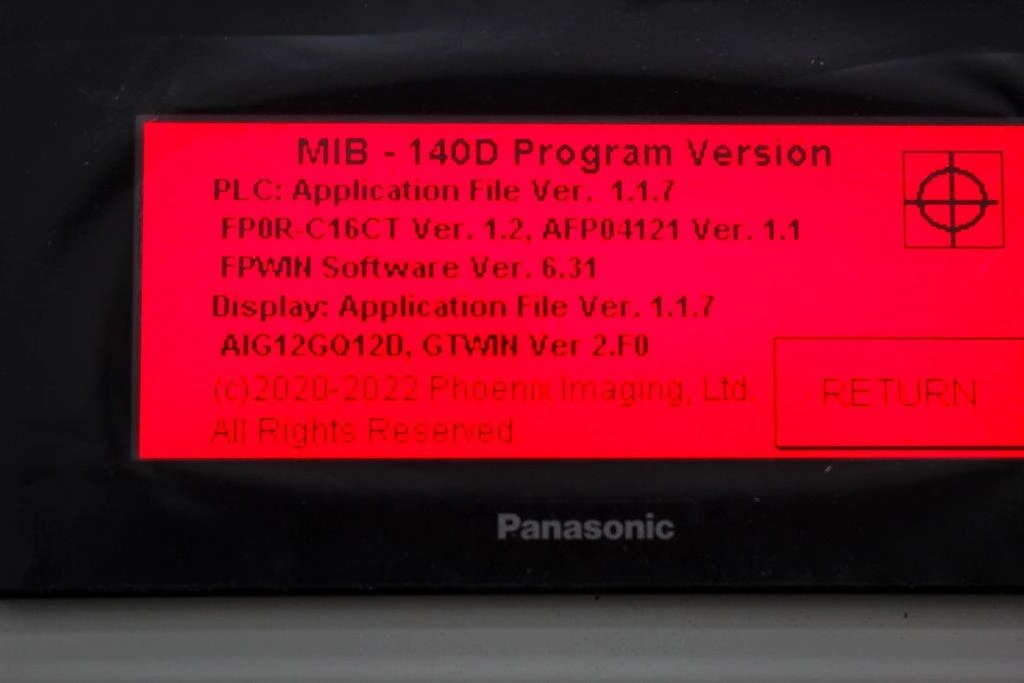 MIB - 140D Program Version
PLC: Application File Ver. 1.1.7
FP0R-C16CT Ver. 1.2, AFP04121 Ver. 1.1
FPWIN Software Ver. 6.31
Display: Application File Ver. 1.1.7
AIG12GQ12D, GTWIN Ver 2.F0
(c)2020-2022 Phoenix Imaging, Ltd.
All Rights Reserved
RETURN
Panasonic